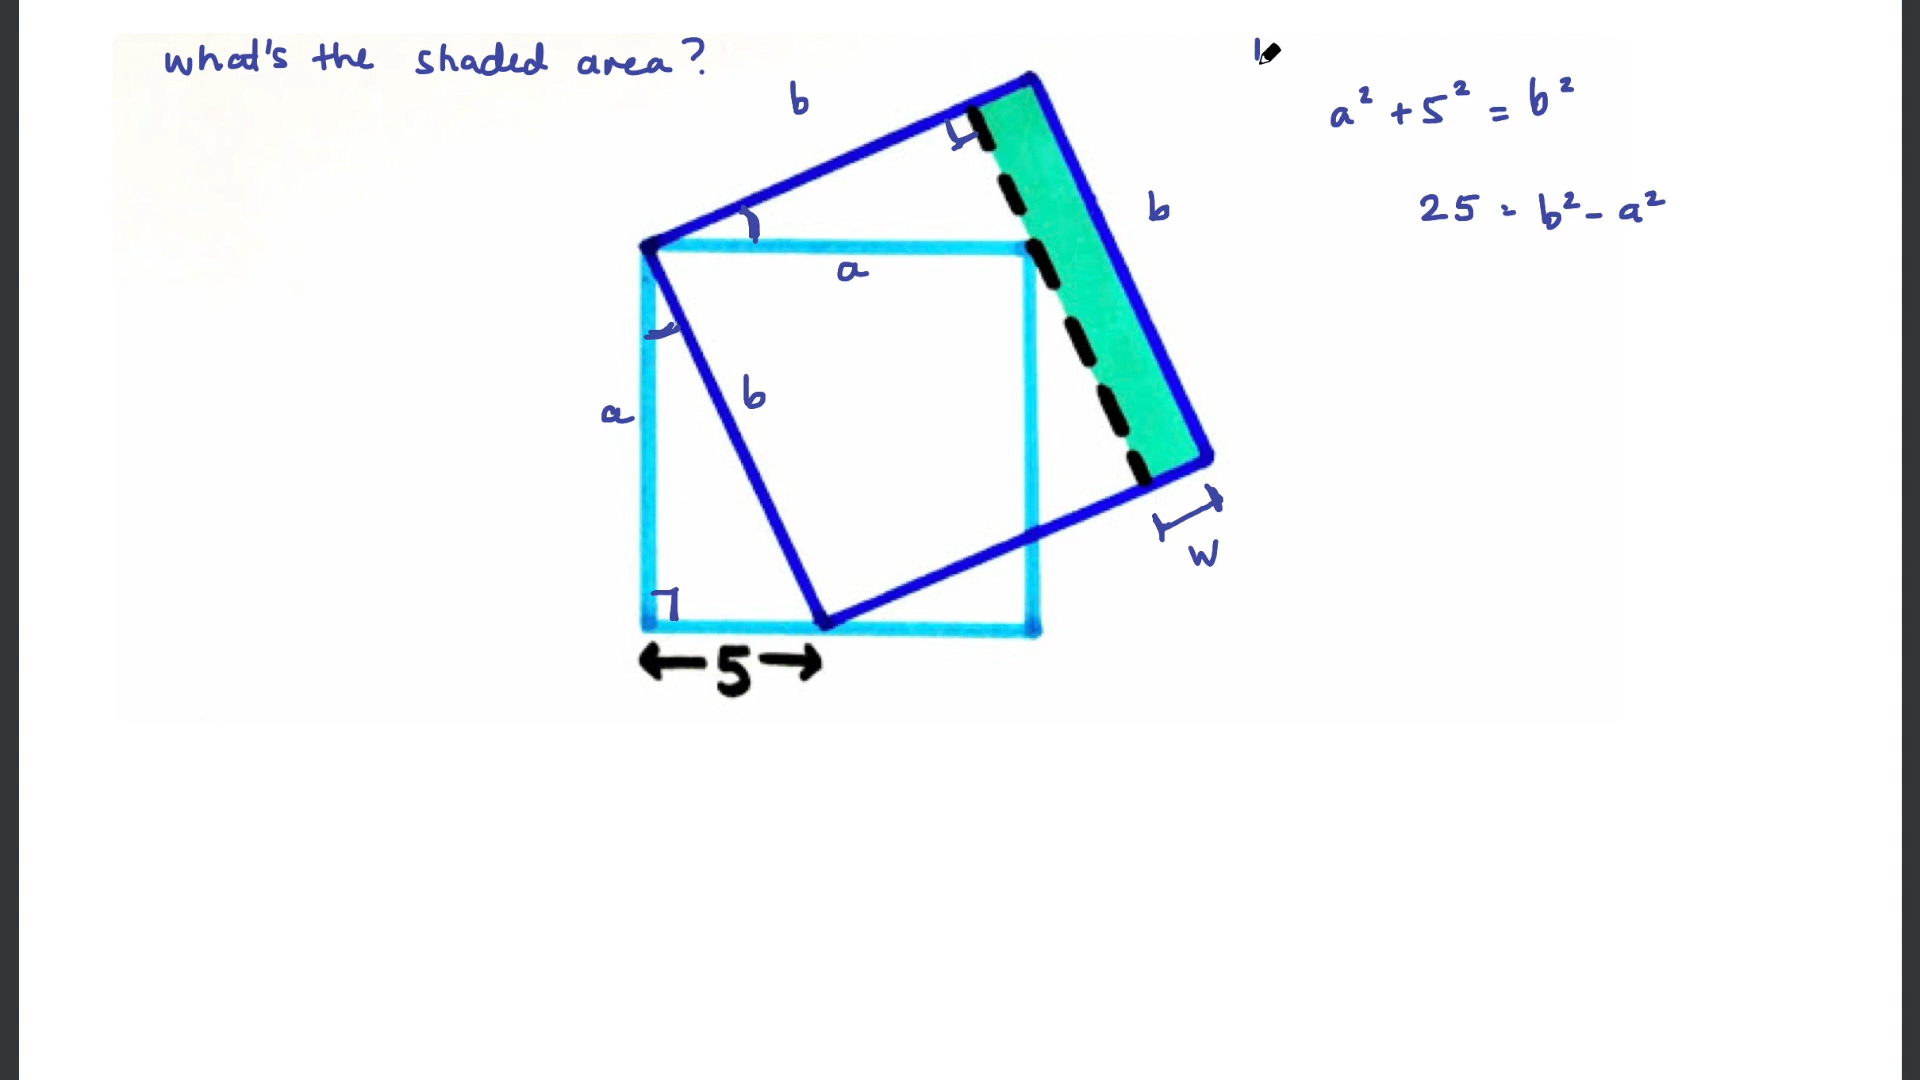 what's the shaded area?
b
a² + 5² = b²
b
25 = b² - a²
a
b
a
w
5